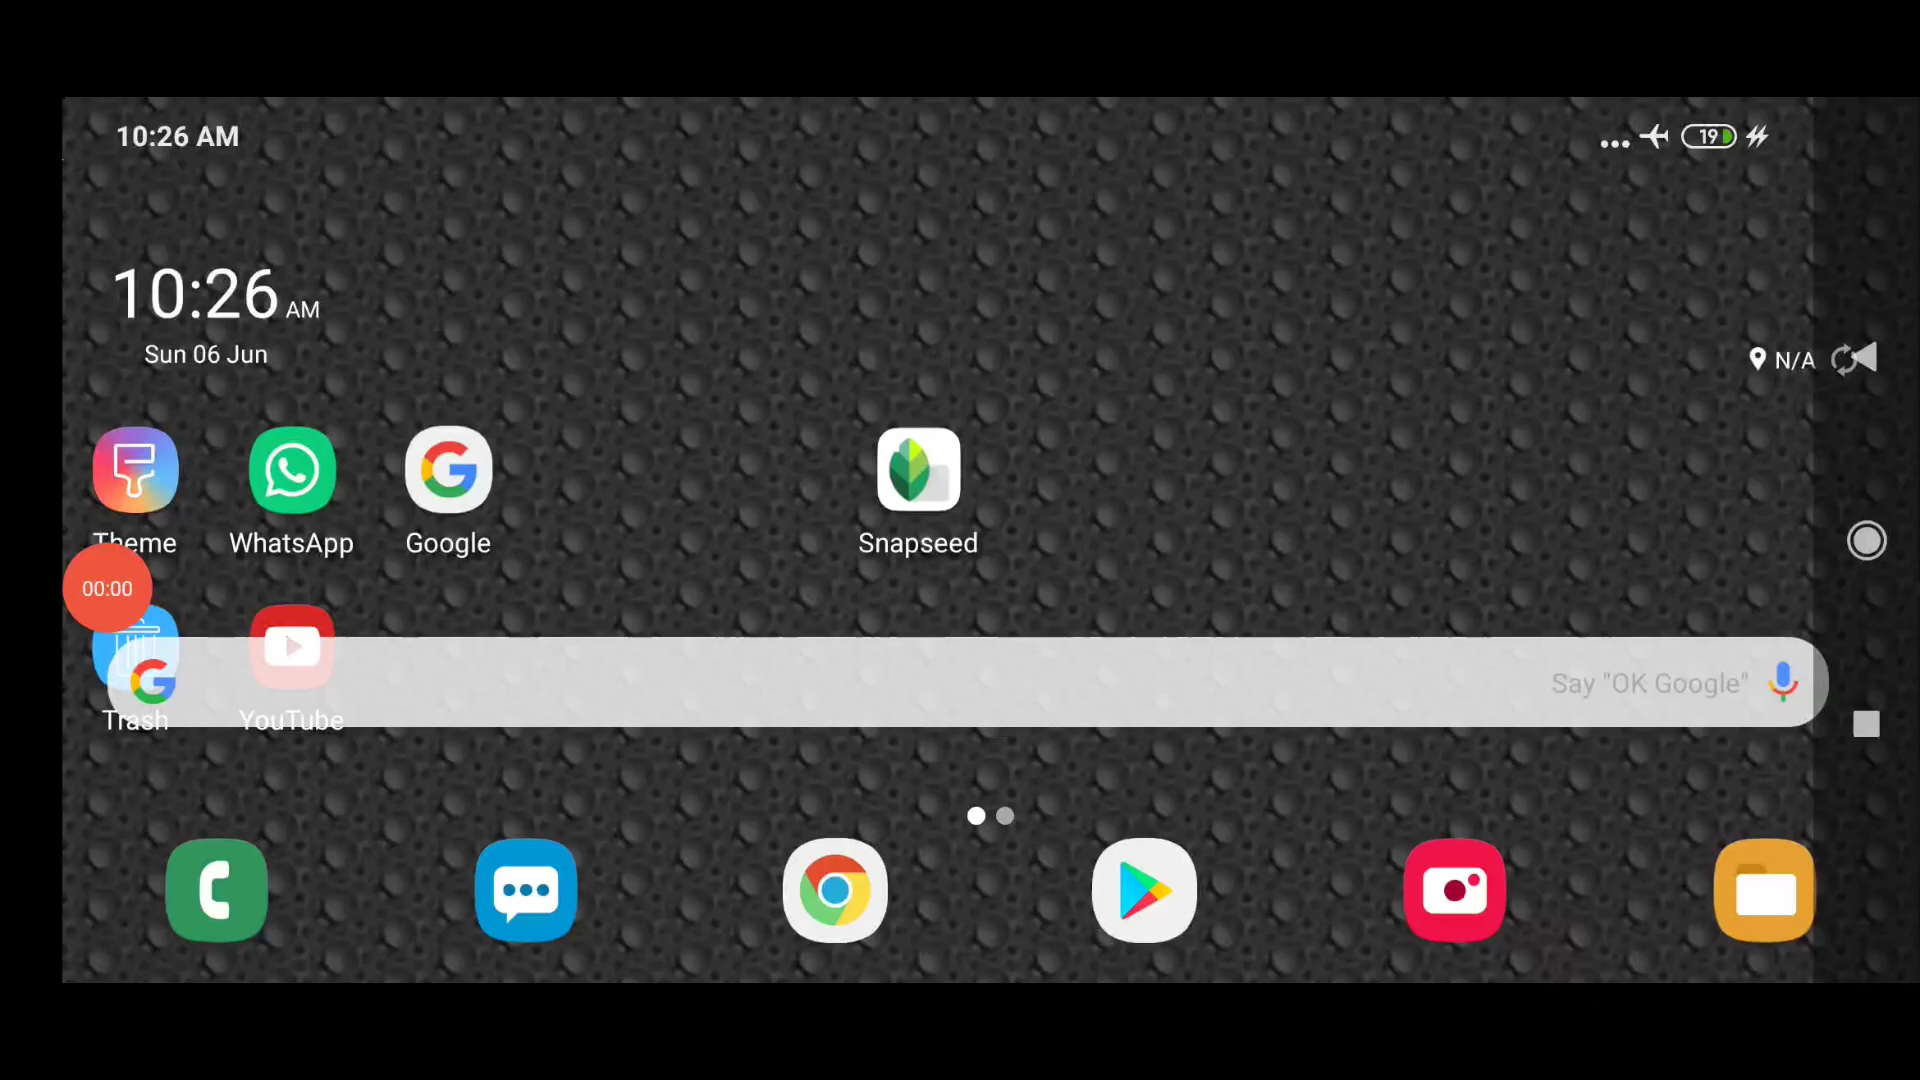 10:26 AM
19
10:26 AM
Sun 06 Jun
N/A
Theme
WhatsApp
Google
Snapseed
00:00
Say "OK Google"
Trash
YouTube